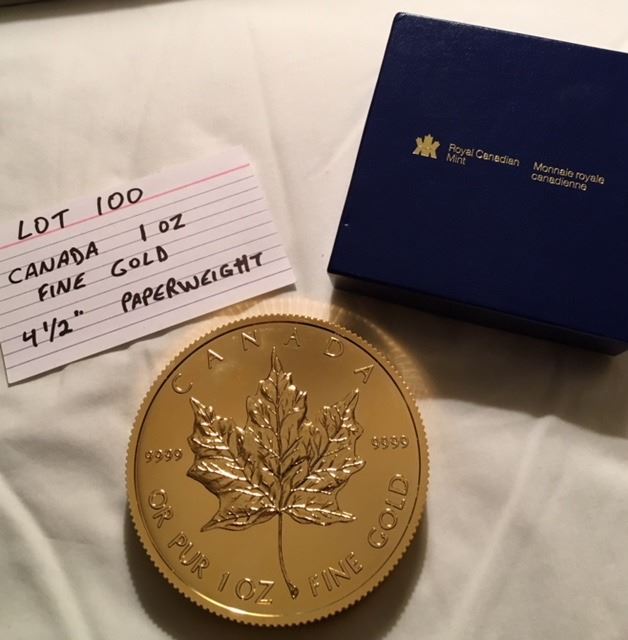 LOT 100
CANADA 1 OZ
FINE GOLD
4 1/2" PAPERWEIGHT
Royal Canadian
Mint
Monnaie royale
canadienne
CANADA
9999 9999
OR PUR 1 OZ FINE GOLD